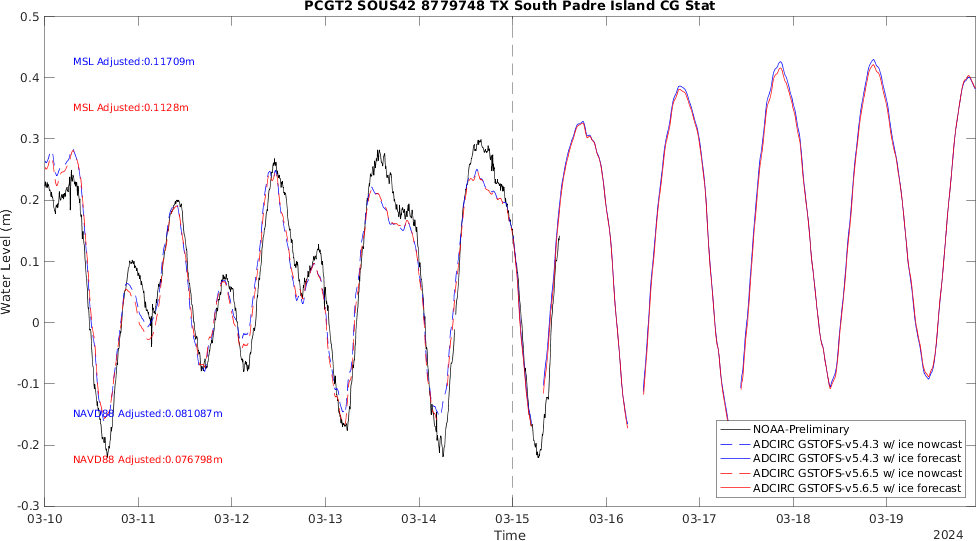 PCGT2 SOUS42 8779748 TX South Padre Island CG Stat
0.5
0.4
0.3
0.2
0.1
0
-0.1
-0.2
-0.3
Water Level (m)
MSL Adjusted:0.11709m
MSL Adjusted:0.1128m
NAVD88 Adjusted:0.081087m
NAVD88 Adjusted:0.076798m
NOAA-Preliminary
ADCIRC GSTOFS-v5.4.3 w/ice nowcast
ADCIRC GSTOFS-v5.4.3 w/ice forecast
ADCIRC GSTOFS-v5.6.5 w/ice nowcast
ADCIRC GSTOFS-v5.6.5 w/ice forecast
03-10 03-11 03-12 03-13 03-14 03-15 03-16 03-17 03-18 03-19
Time
2024